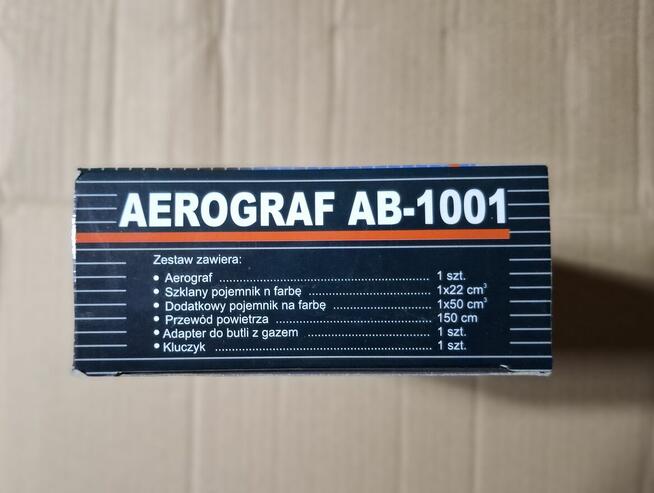 AEROGRAF AB-1001
Zestaw zawiera:
• Aerograf ........................................................ 1 szt.
• Szklany pojemnik n farbę ................................ 1x22 cm³
• Dodatkowy pojemnik na farbę .......................... 1x50 cm³
• Przewód powietrza ........................................ 150 cm
• Adapter do butli z gazem ............................... 1 szt.
• Kluczyk ......................................................... 1 szt.